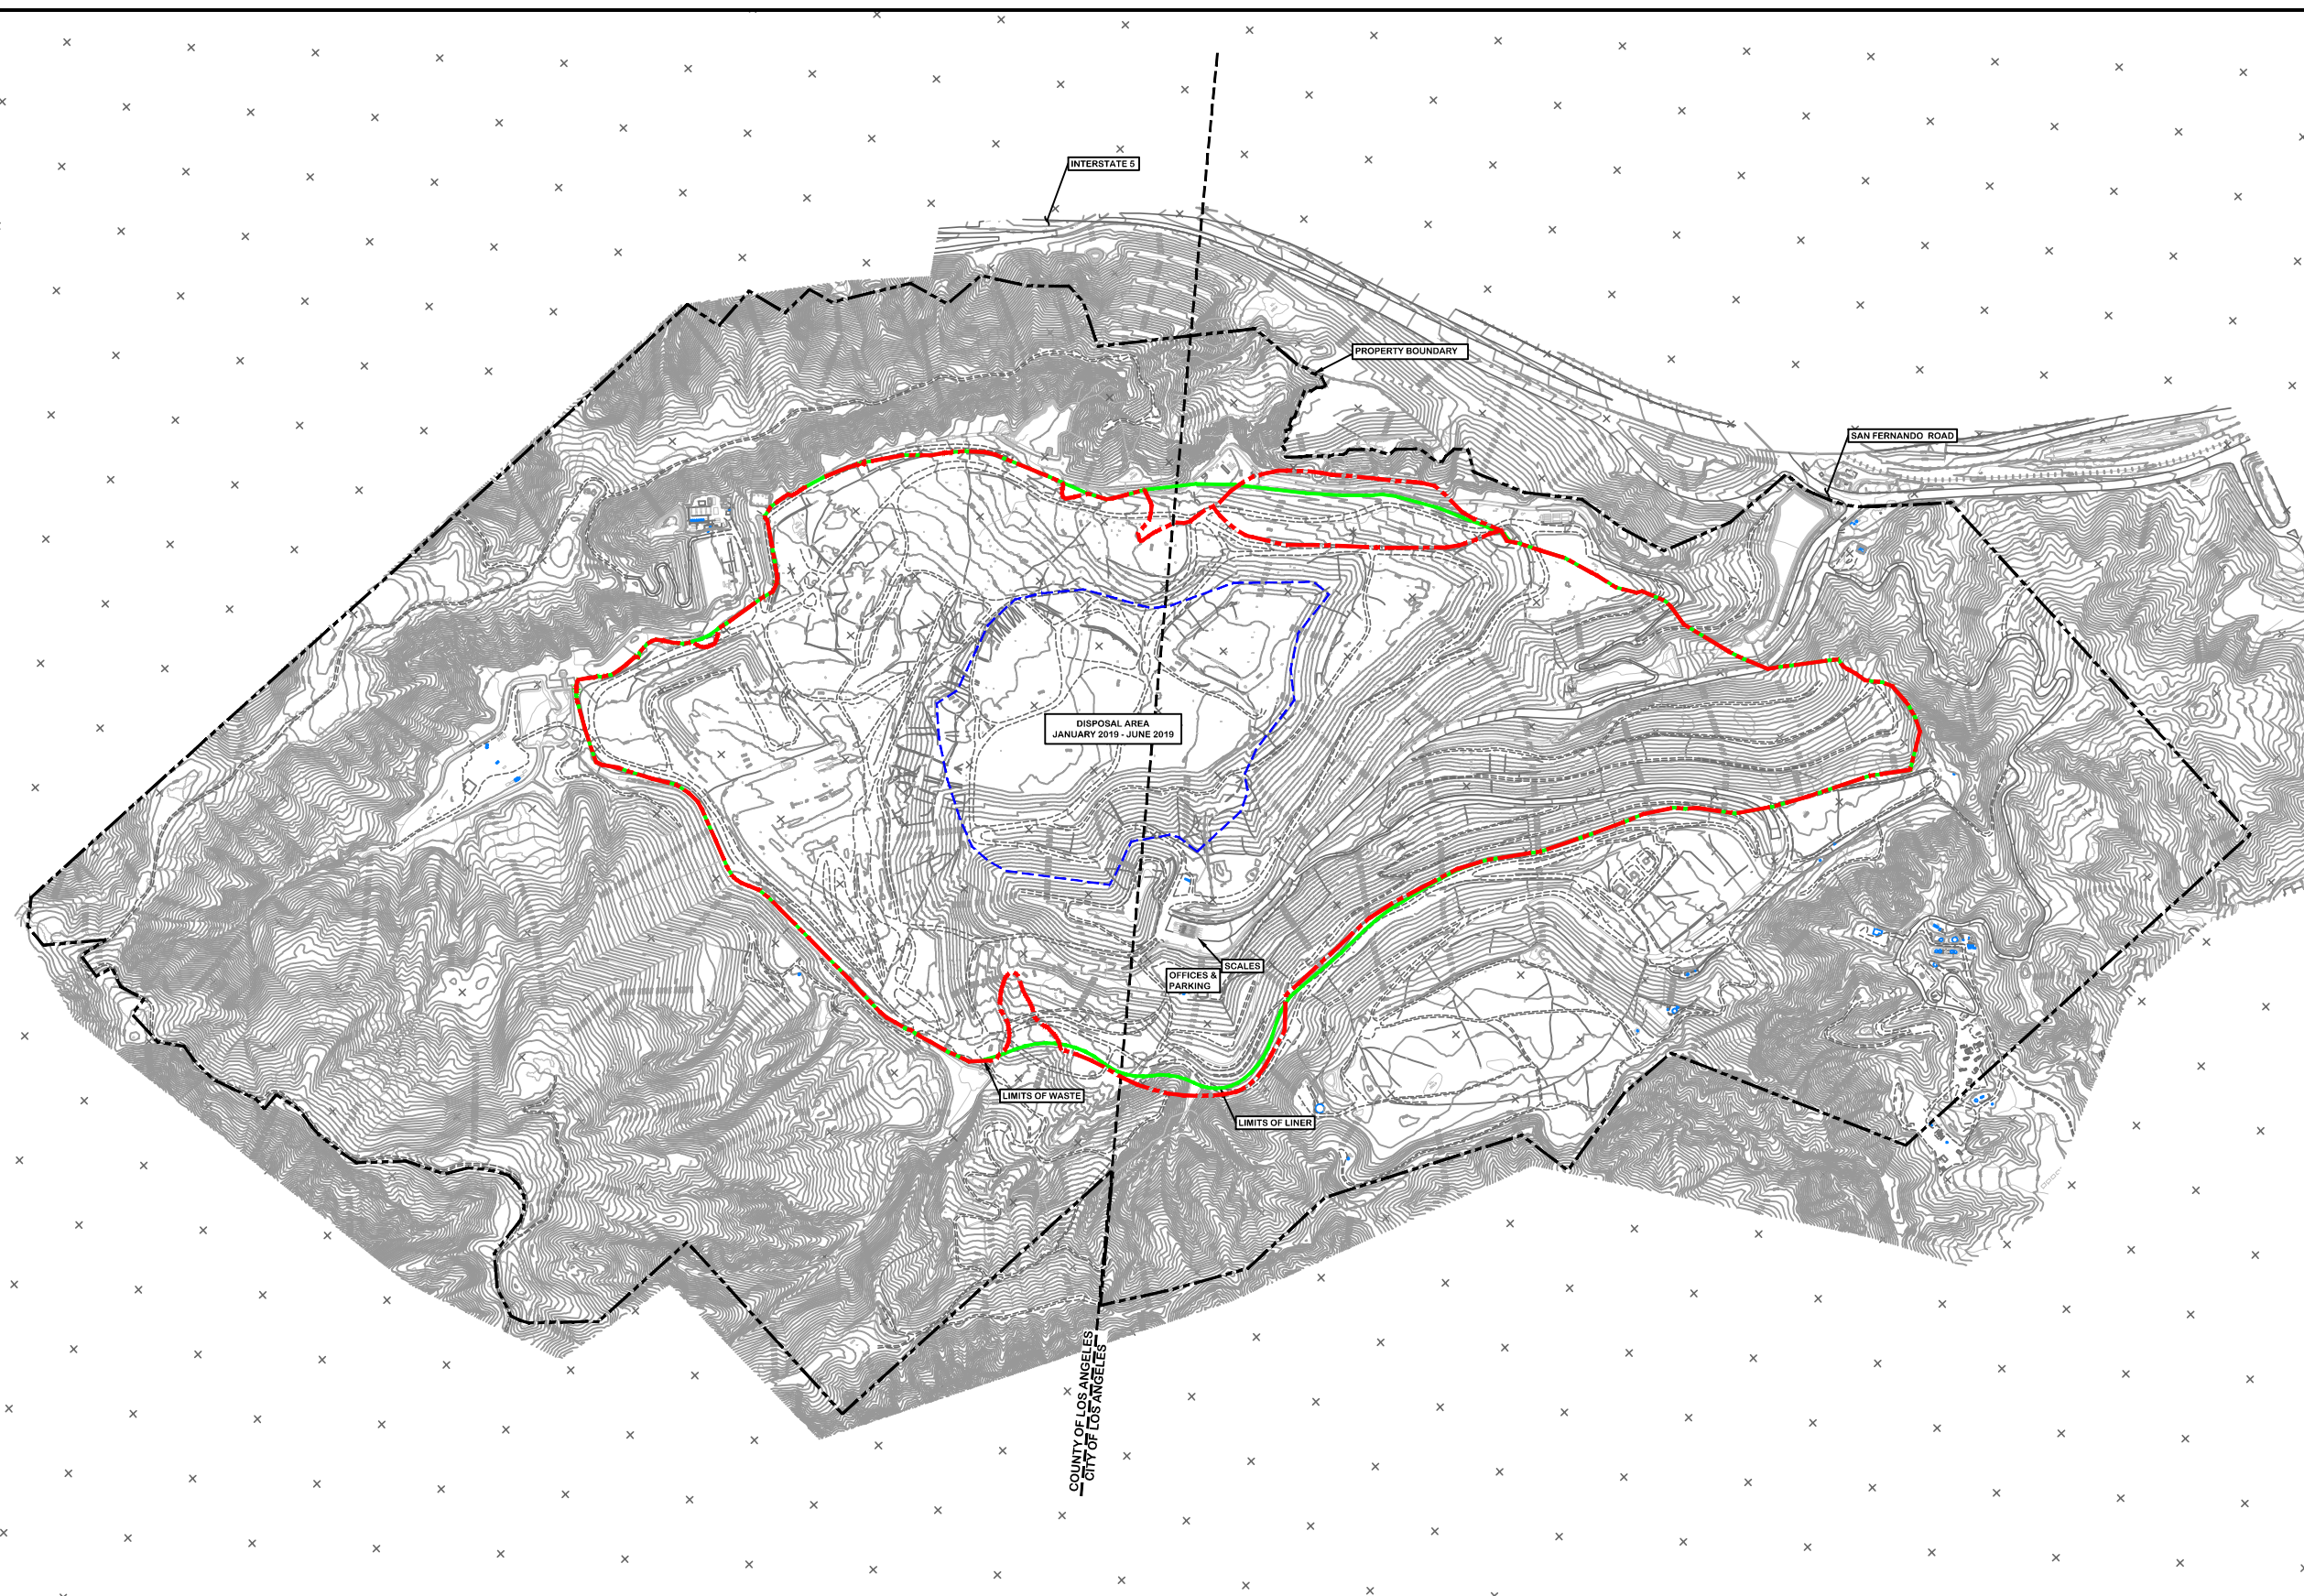 INTERSTATE 5
PROPERTY BOUNDARY
SAN FERNANDO ROAD
DISPOSAL AREA
JANUARY 2019 - JUNE 2019
SCALES
OFFICES &
PARKING
LIMITS OF WASTE
LIMITS OF LINER
COUNTY OF LOS ANGELES
CITY OF LOS ANGELES